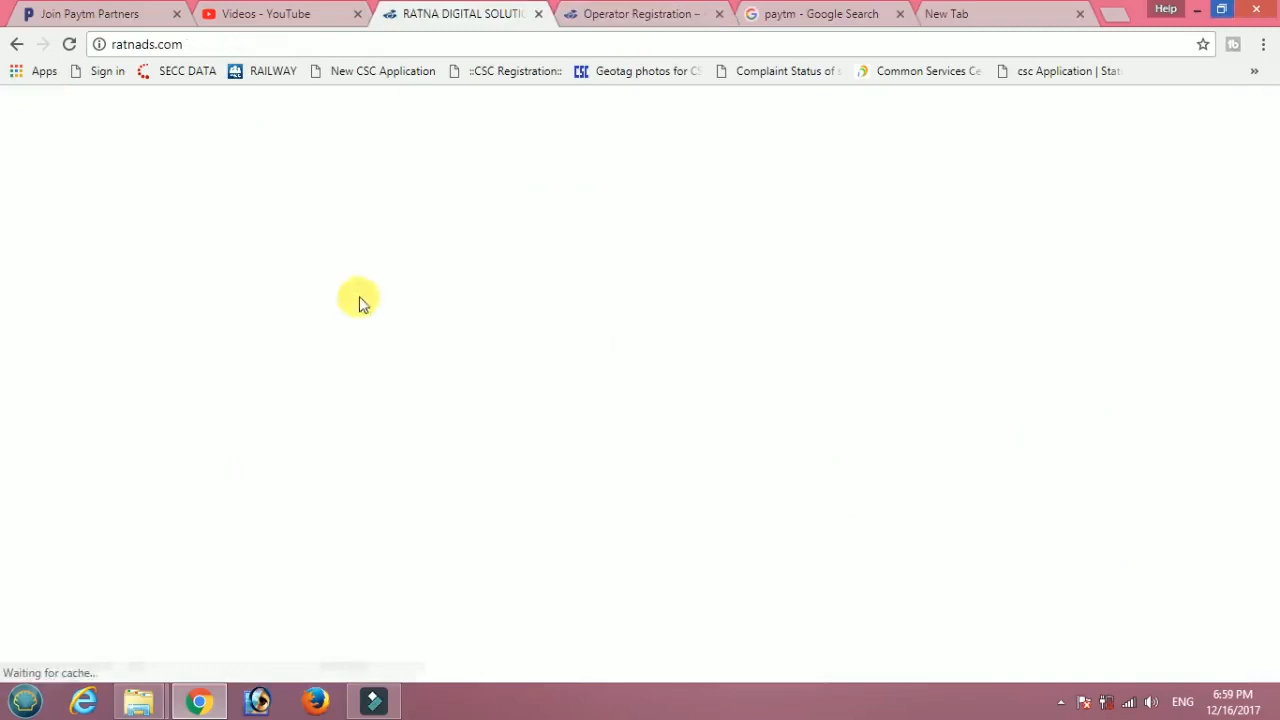 Join Paytm Partners
Videos - YouTube
RATNA DIGITAL SOLUTI
Operator Registration –
paytm - Google Search
New Tab
Help
ratnads.com
Apps
Sign in
SECC DATA
RAILWAY
New CSC Application
::CSC Registration::
CSC
Geotag photos for CS
Complaint Status of s
Common Services Ce
csc Application | Stat
»
Waiting for cache...
ENG
6:59 PM
12/16/2017